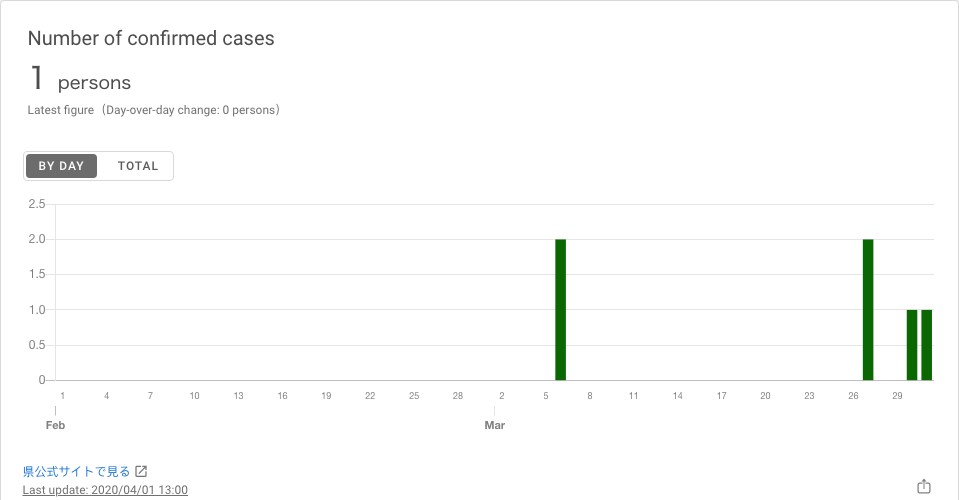 Number of confirmed cases
1 persons
Latest figure（Day-over-day change: 0 persons）
BY DAY TOTAL
2.5
2.0
1.5
1.0
0.5
0
1 4 7 10 13 16 19 22 25 28 2 5 8 11 14 17 20 23 26 29
Feb Mar
県公式サイトで見る
Last update: 2020/04/01 13:00